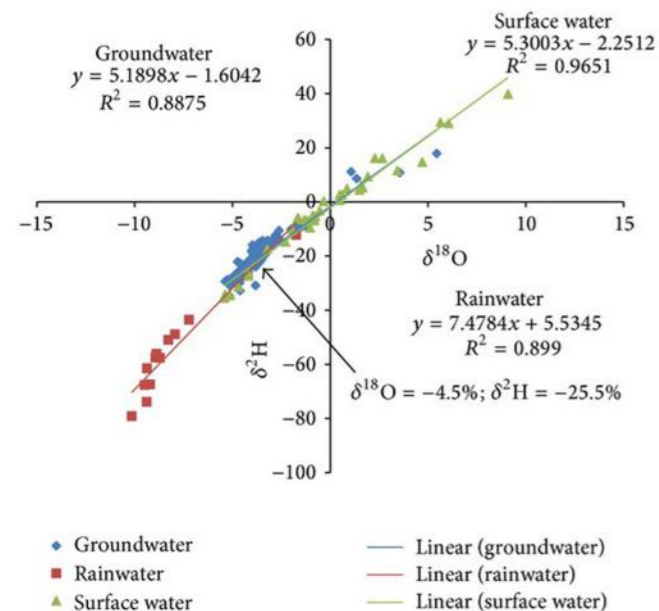 Surface water
y = 5.3003x − 2.2512
R² = 0.9651
Groundwater
y = 5.1898x − 1.6042
R² = 0.8875
60
40
20
0
−15 −10 −5 0 5 10 15
δ¹⁸O
−20
−40
−60
−80
−100
δ²H
Rainwater
y = 7.4784x + 5.5345
R² = 0.899
δ¹⁸O = −4.5%; δ²H = −25.5%
Groundwater
Rainwater
Surface water
Linear (groundwater)
Linear (rainwater)
Linear (surface water)